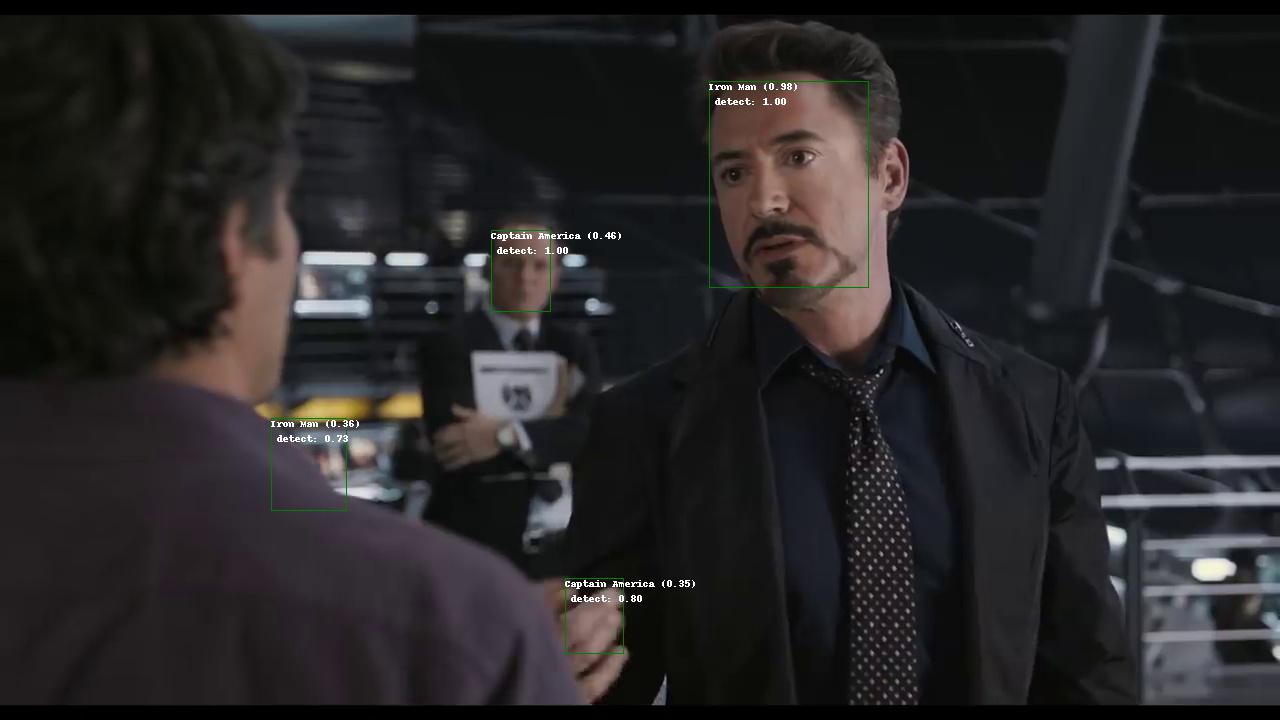 Iron Man (0.98)
detect: 1.00
Captain America (0.46)
detect: 1.00
Iron Man (0.36)
detect: 0.73
Captain America (0.35)
detect: 0.80